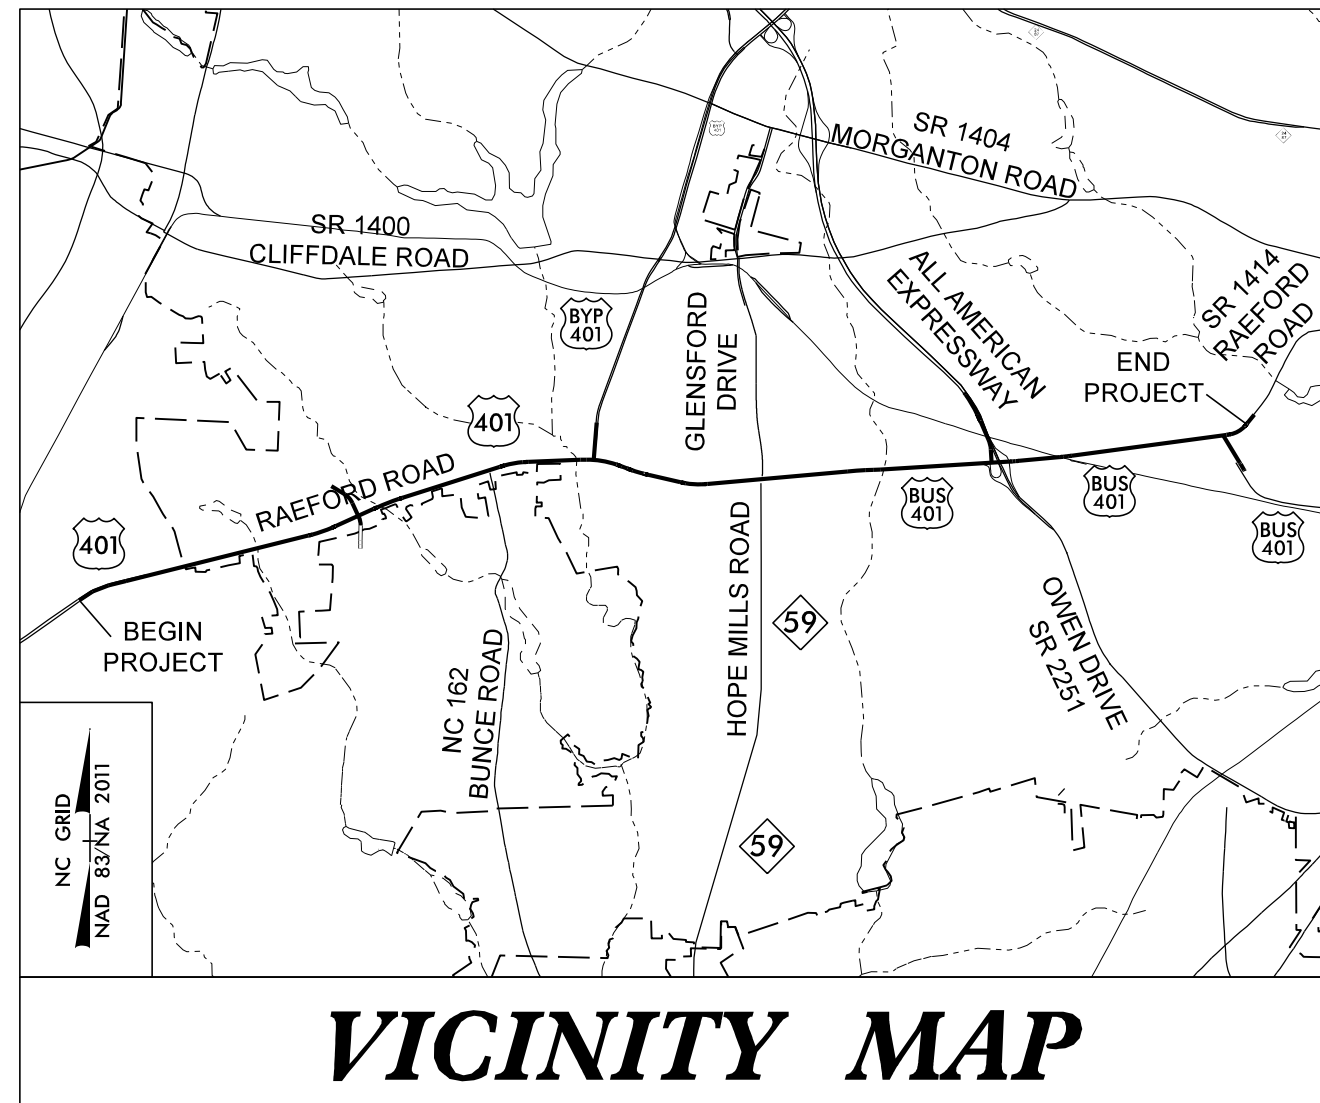 SR 1404
MORGANTON ROAD
SR 1400
CLIFFDALE ROAD
BYP
401
BYP
401
GLENSFORD
DRIVE
ALL AMERICAN
EXPRESSWAY
SR 1414
RAEFORD
ROAD
END
PROJECT
401
RAEFORD ROAD
401
BUS
401
BUS
401
BUS
401
BEGIN
PROJECT
NC 162
BUNCE ROAD
HOPE MILLS ROAD
59
59
OWEN DRIVE
SR 2251
NC GRID
NAD 83/NA 2011
VICINITY MAP